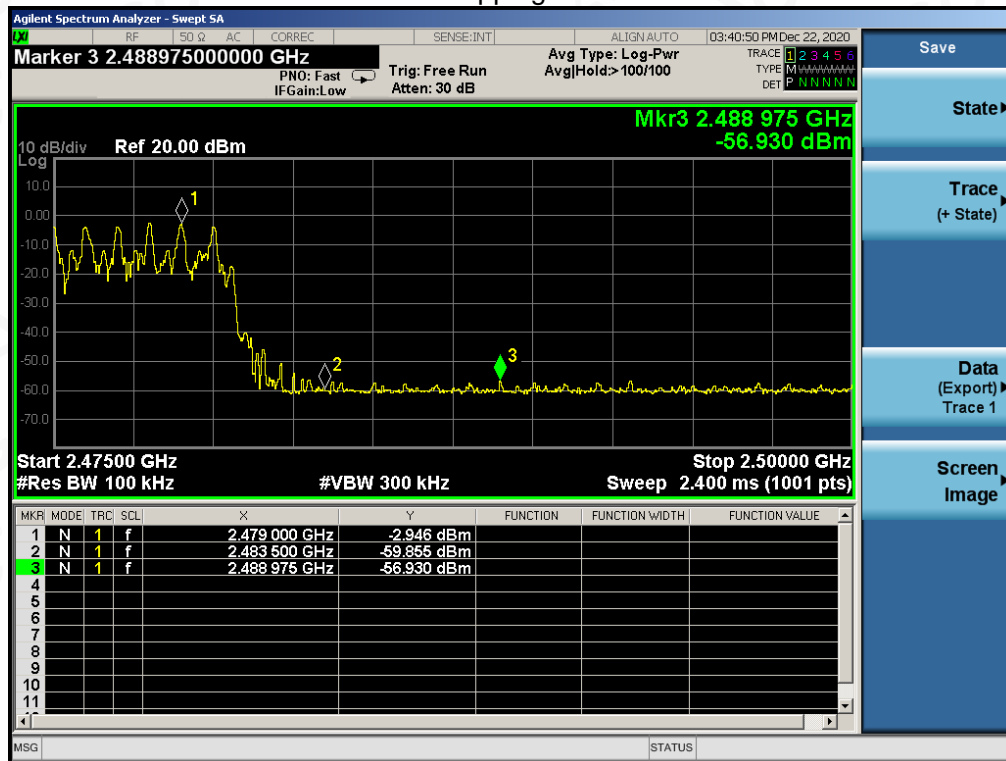 pping
Agilent Spectrum Analyzer - Swept SA
LXI RF 50 Ω AC CORREC SENSE:INT ALIGN AUTO 03:40:50 PM Dec 22, 2020
Marker 3 2.488975000000 GHz
PNO: Fast
IFGain:Low
Trig: Free Run
Atten: 30 dB
Avg Type: Log-Pwr
Avg|Hold:>100/100
TRACE 1 2 3 4 5 6
TYPE M WWWWW
DET P N N N N N
Mkr3 2.488 975 GHz
-56.930 dBm
10 dB/div Ref 20.00 dBm
Log
10.0
0.00
-10.0
-20.0
-30.0
-40.0
-50.0
-60.0
-70.0
1
2
3
Start 2.47500 GHz Stop 2.50000 GHz
#Res BW 100 kHz #VBW 300 kHz Sweep 2.400 ms (1001 pts)
MKR MODE TRC SCL X Y FUNCTION FUNCTION WIDTH FUNCTION VALUE
1 N 1 f 2.479 000 GHz -2.946 dBm
2 N 1 f 2.483 500 GHz -59.855 dBm
3 N 1 f 2.488 975 GHz -56.930 dBm
4
5
6
7
8
9
10
11
MSG STATUS
Save
State
Trace
(+ State)
Data
(Export)
Trace 1
Screen
Image